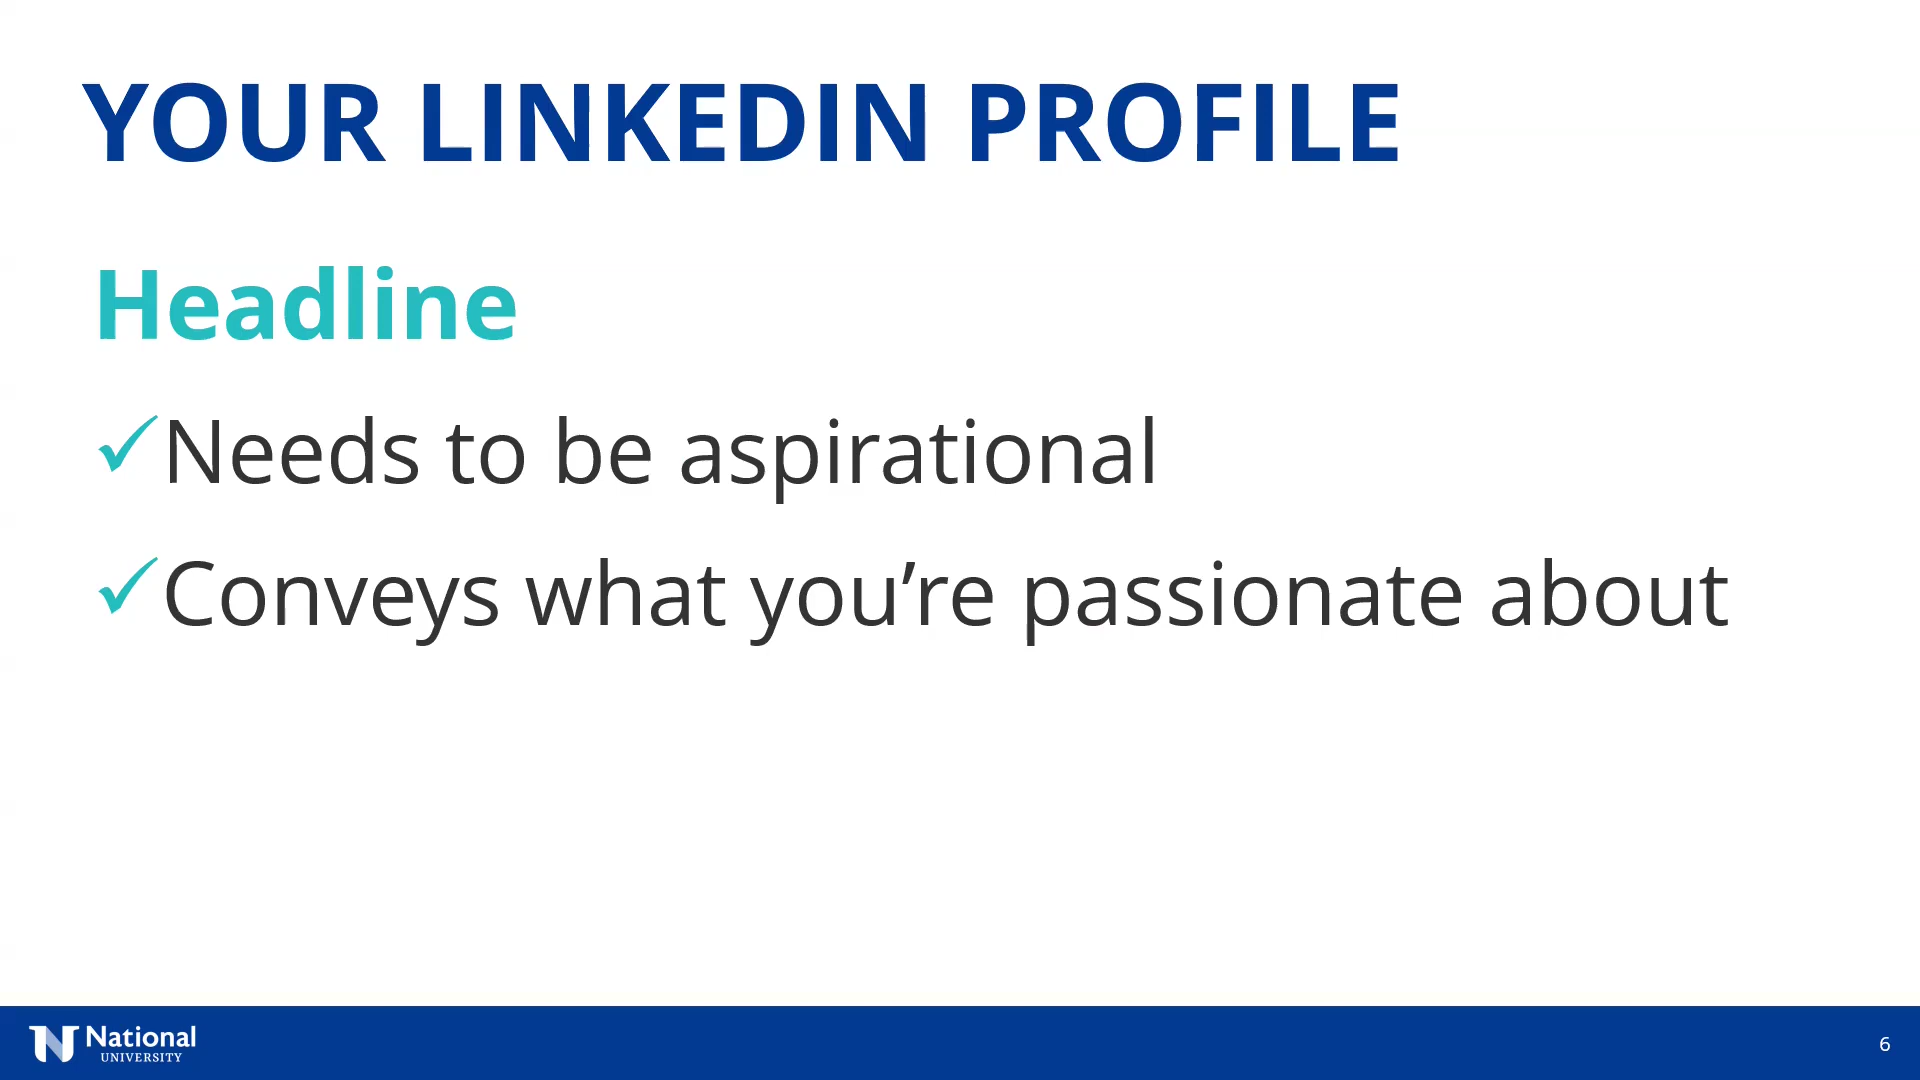 YOUR LINKEDIN PROFILE
Headline
Needs to be aspirational
Conveys what you’re passionate about
National
UNIVERSITY
6